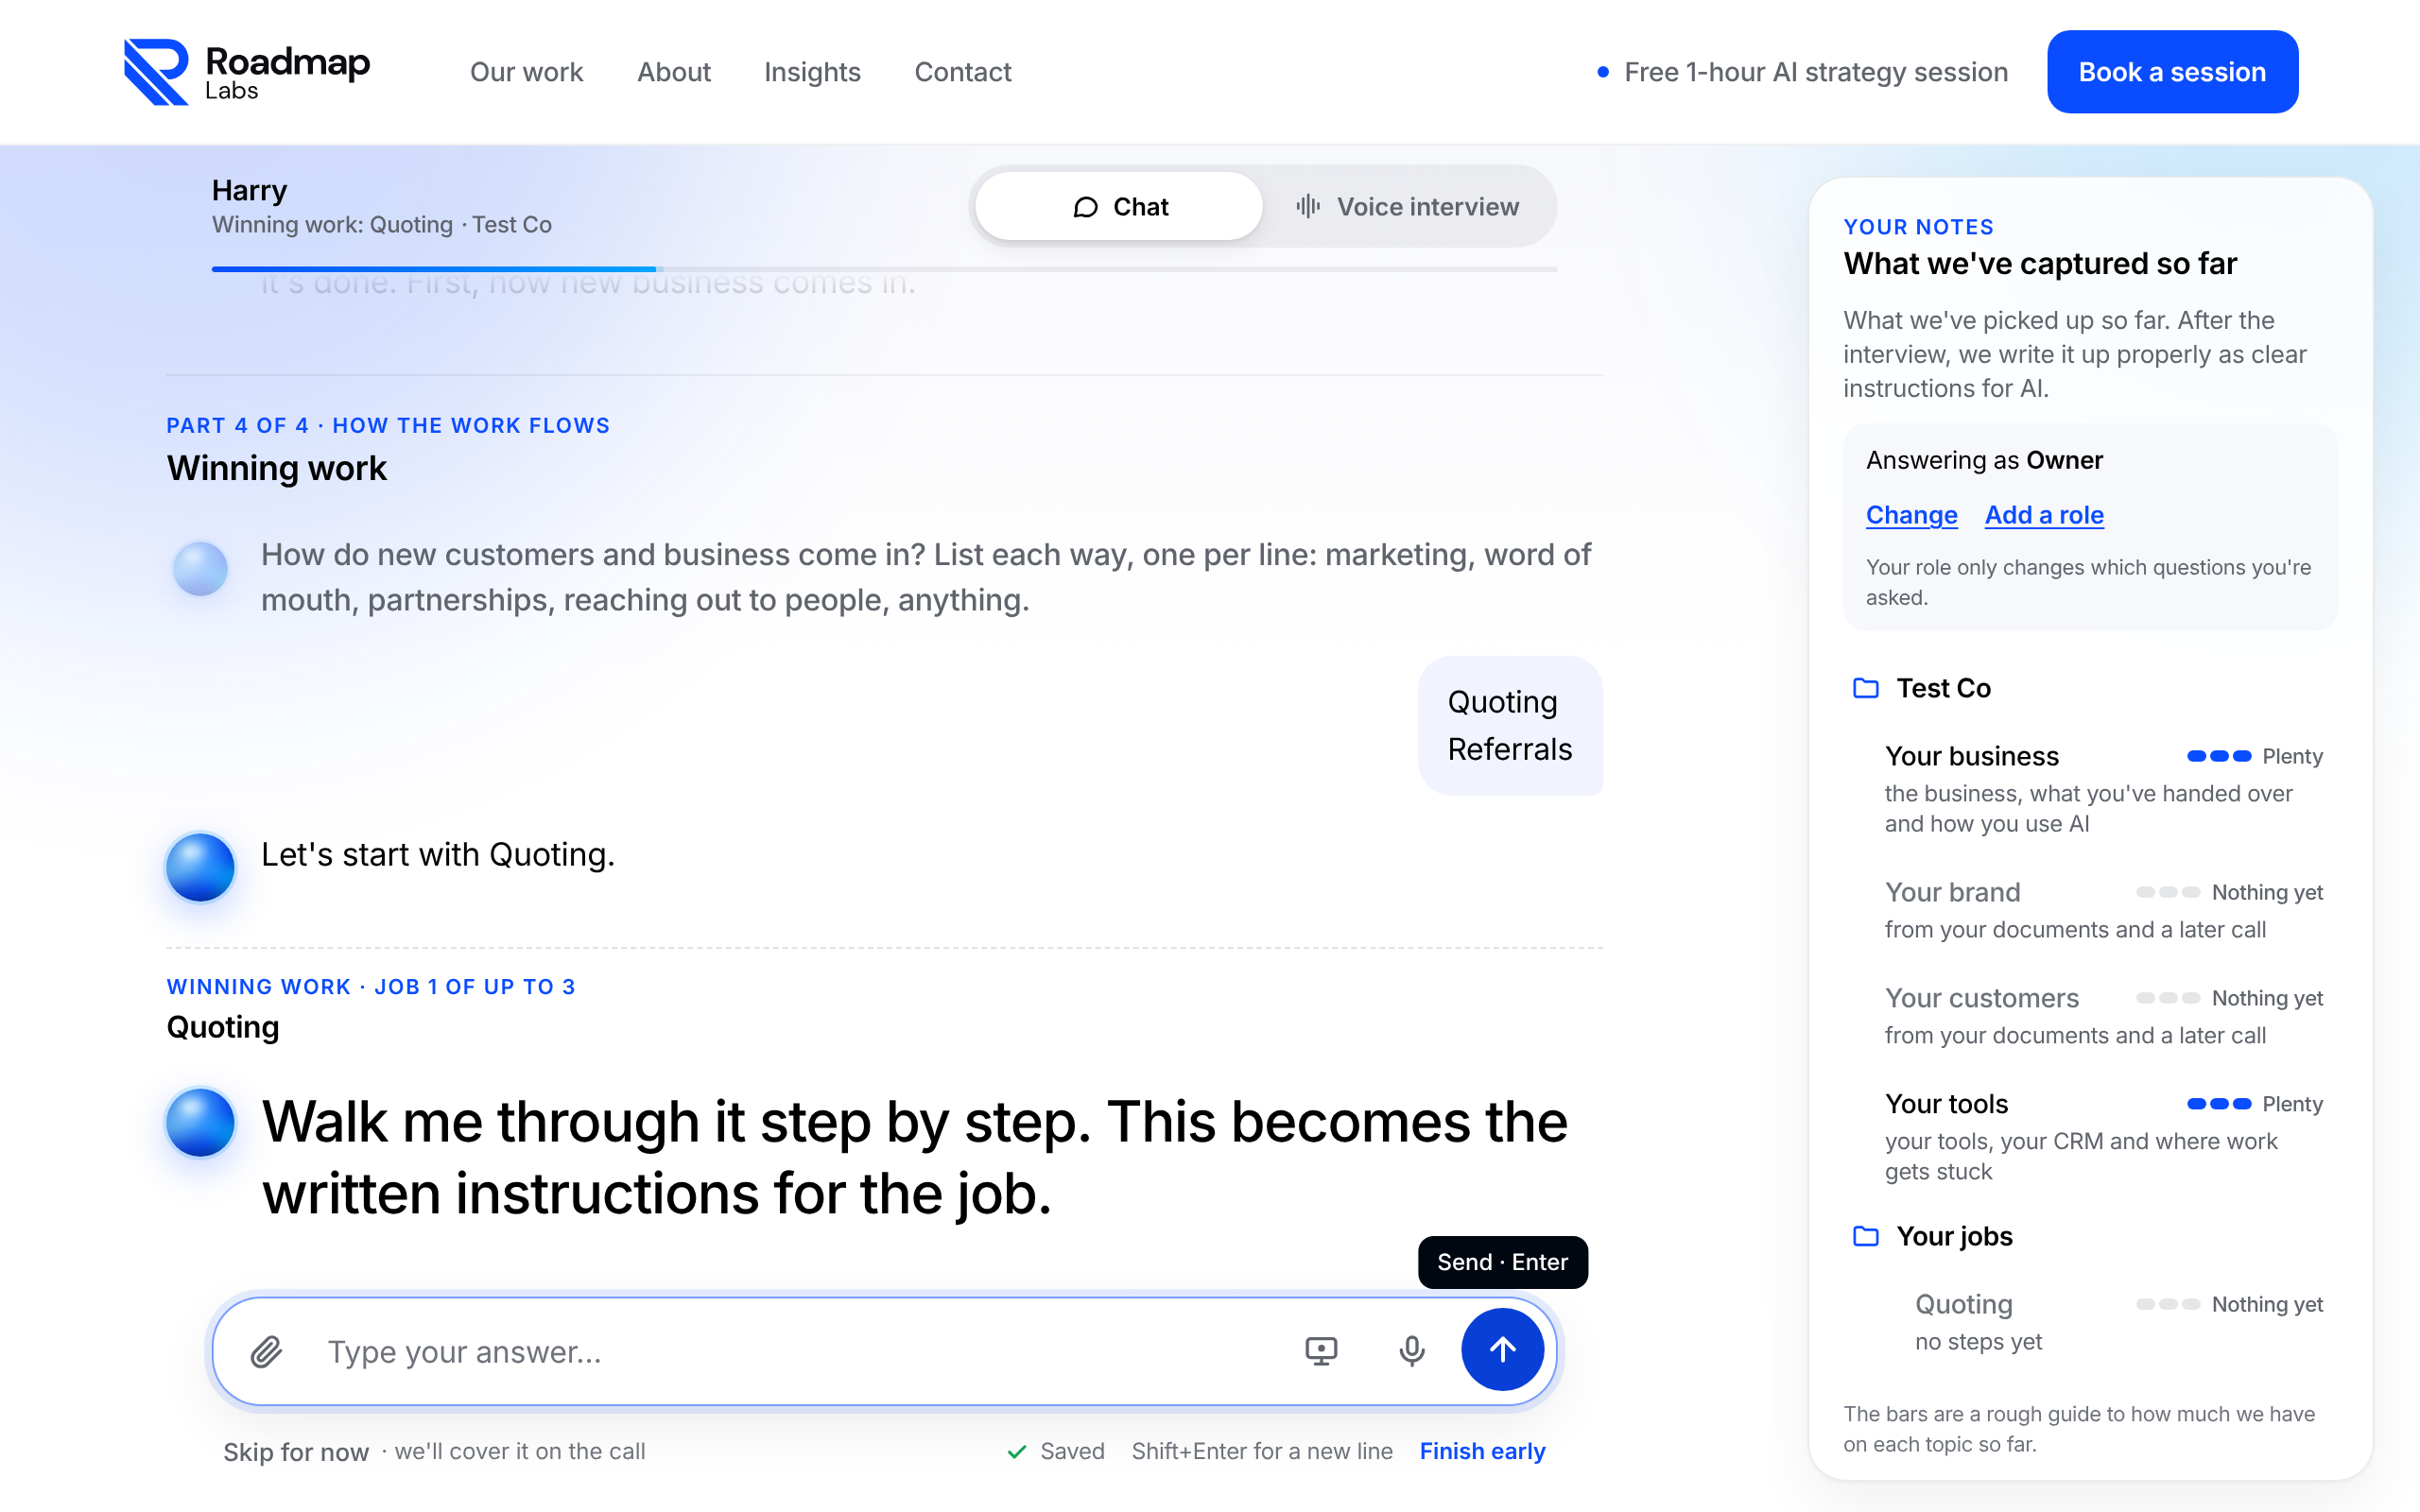 Roadmap
Labs
Our work
About
Insights
Contact
Free 1-hour AI strategy session
Book a session
Harry
Winning work: Quoting · Test Co
Chat
Voice interview
it's done. First, how new business comes in.
PART 4 OF 4 · HOW THE WORK FLOWS
Winning work
How do new customers and business come in? List each way, one per line: marketing, word of
mouth, partnerships, reaching out to people, anything.
Quoting
Referrals
Let's start with Quoting.
WINNING WORK · JOB 1 OF UP TO 3
Quoting
Walk me through it step by step. This becomes the
written instructions for the job.
Send · Enter
Type your answer...
Skip for now · we'll cover it on the call
Saved
Shift+Enter for a new line
Finish early
YOUR NOTES
What we've captured so far
What we've picked up so far. After the
interview, we write it up properly as clear
instructions for AI.
Answering as Owner
Change
Add a role
Your role only changes which questions you're
asked.
Test Co
Your business
Plenty
the business, what you've handed over
and how you use AI
Your brand
Nothing yet
from your documents and a later call
Your customers
Nothing yet
from your documents and a later call
Your tools
Plenty
your tools, your CRM and where work
gets stuck
Your jobs
Quoting
Nothing yet
no steps yet
The bars are a rough guide to how much we have
on each topic so far.